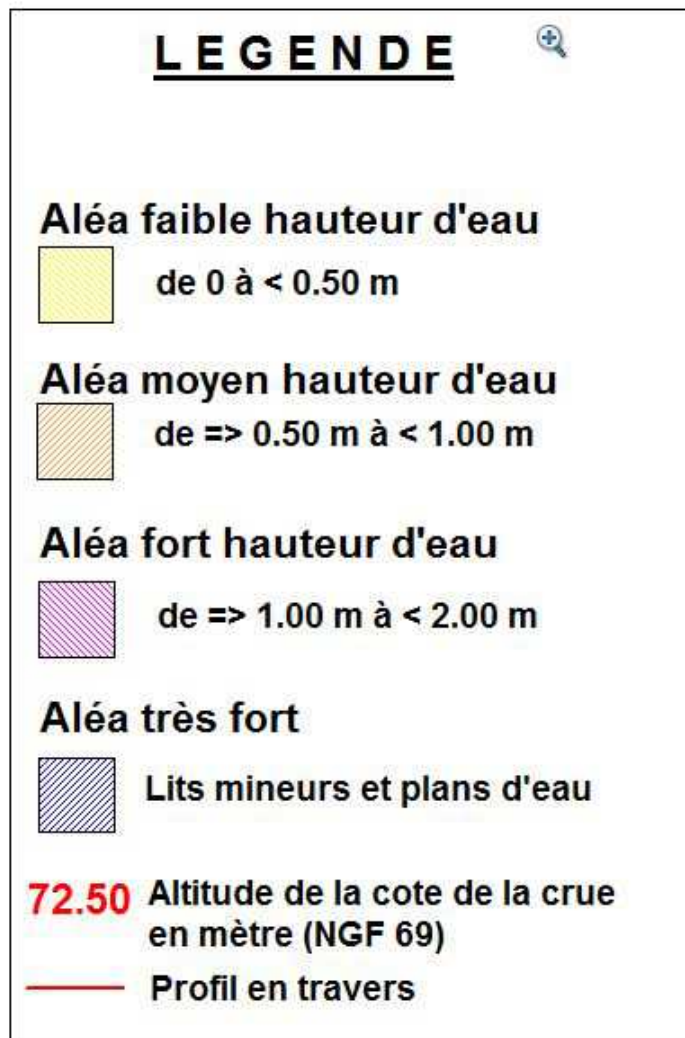 L E G E N D E
Aléa faible hauteur d'eau
de 0 à < 0.50 m
Aléa moyen hauteur d'eau
de => 0.50 m à < 1.00 m
Aléa fort hauteur d'eau
de => 1.00 m à < 2.00 m
Aléa très fort
Lits mineurs et plans d'eau
72.50 Altitude de la cote de la crue
en mètre (NGF 69)
Profil en travers